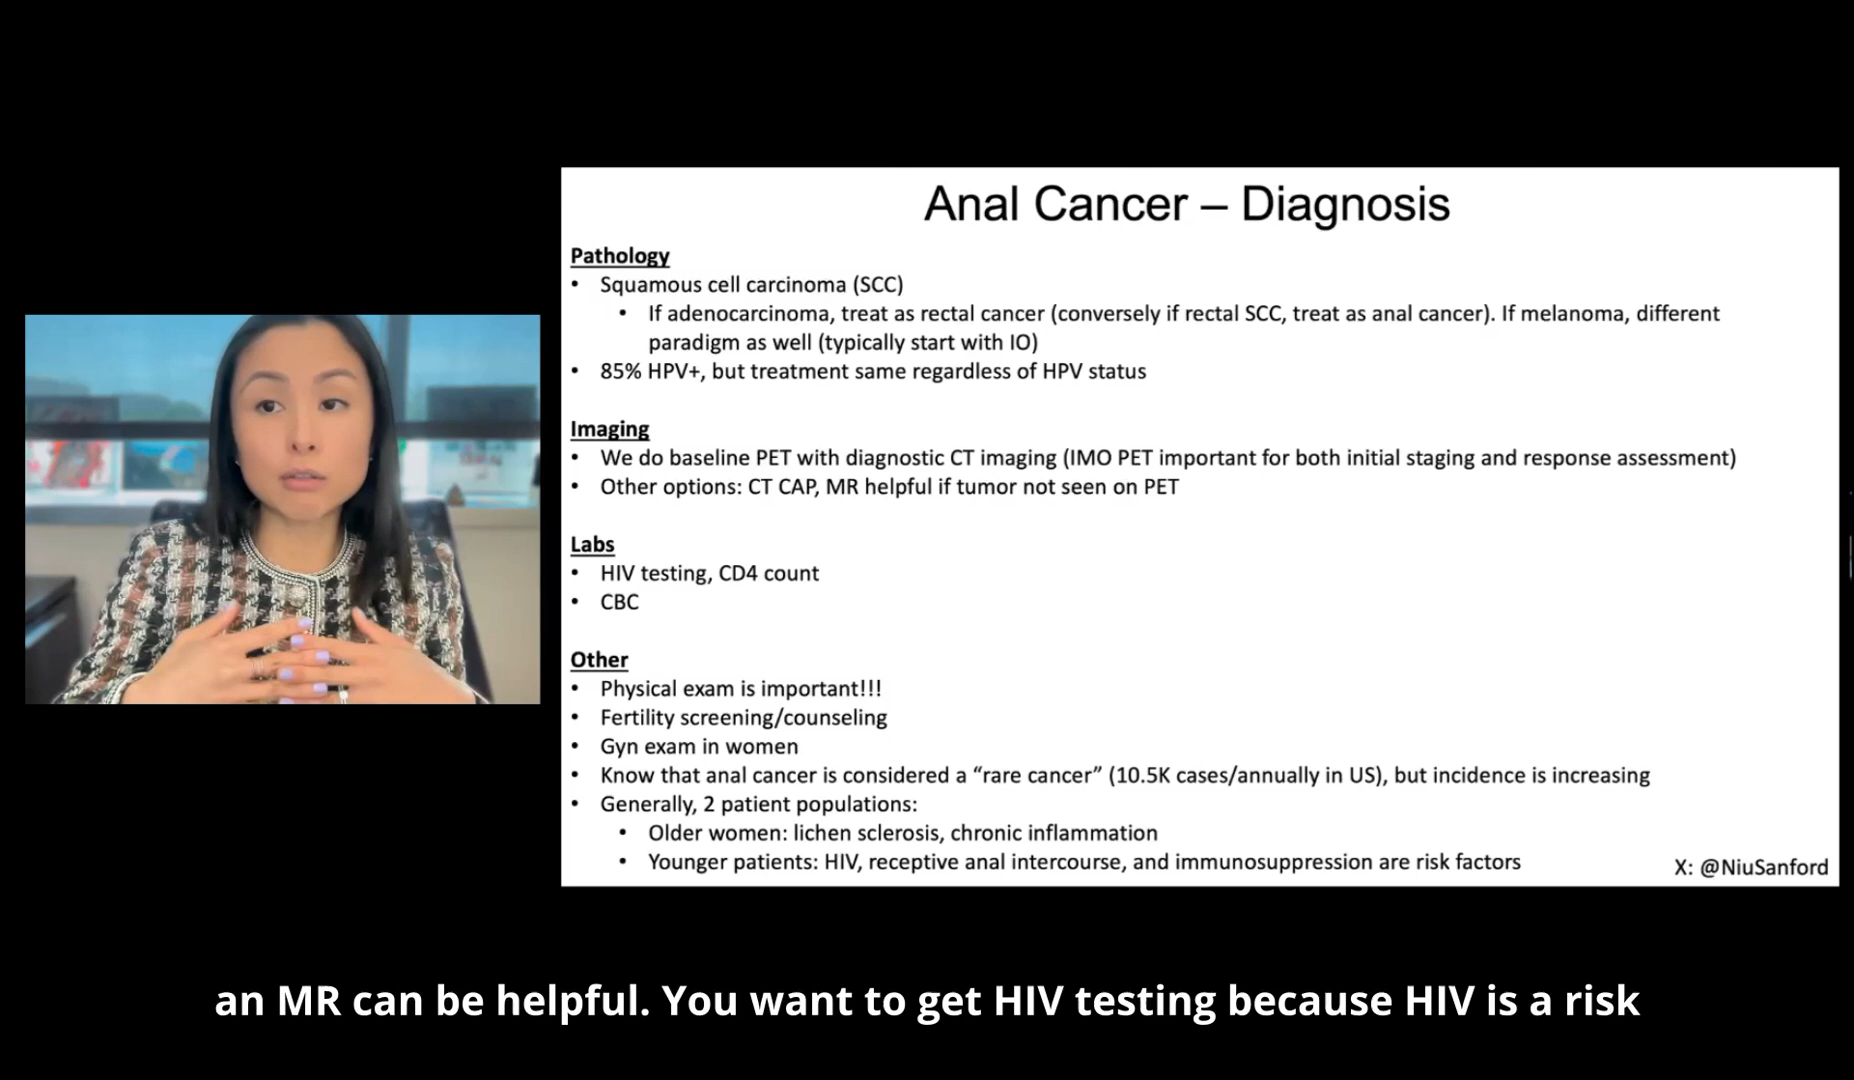 Anal Cancer – Diagnosis
Pathology
• Squamous cell carcinoma (SCC)
• If adenocarcinoma, treat as rectal cancer (conversely if rectal SCC, treat as anal cancer). If melanoma, different
paradigm as well (typically start with IO)
• 85% HPV+, but treatment same regardless of HPV status
Imaging
• We do baseline PET with diagnostic CT imaging (IMO PET important for both initial staging and response assessment)
• Other options: CT CAP, MR helpful if tumor not seen on PET
Labs
• HIV testing, CD4 count
• CBC
Other
• Physical exam is important!!!
• Fertility screening/counseling
• Gyn exam in women
• Know that anal cancer is considered a “rare cancer” (10.5K cases/annually in US), but incidence is increasing
• Generally, 2 patient populations:
• Older women: lichen sclerosis, chronic inflammation
• Younger patients: HIV, receptive anal intercourse, and immunosuppression are risk factors
X: @NiuSanford
an MR can be helpful. You want to get HIV testing because HIV is a risk